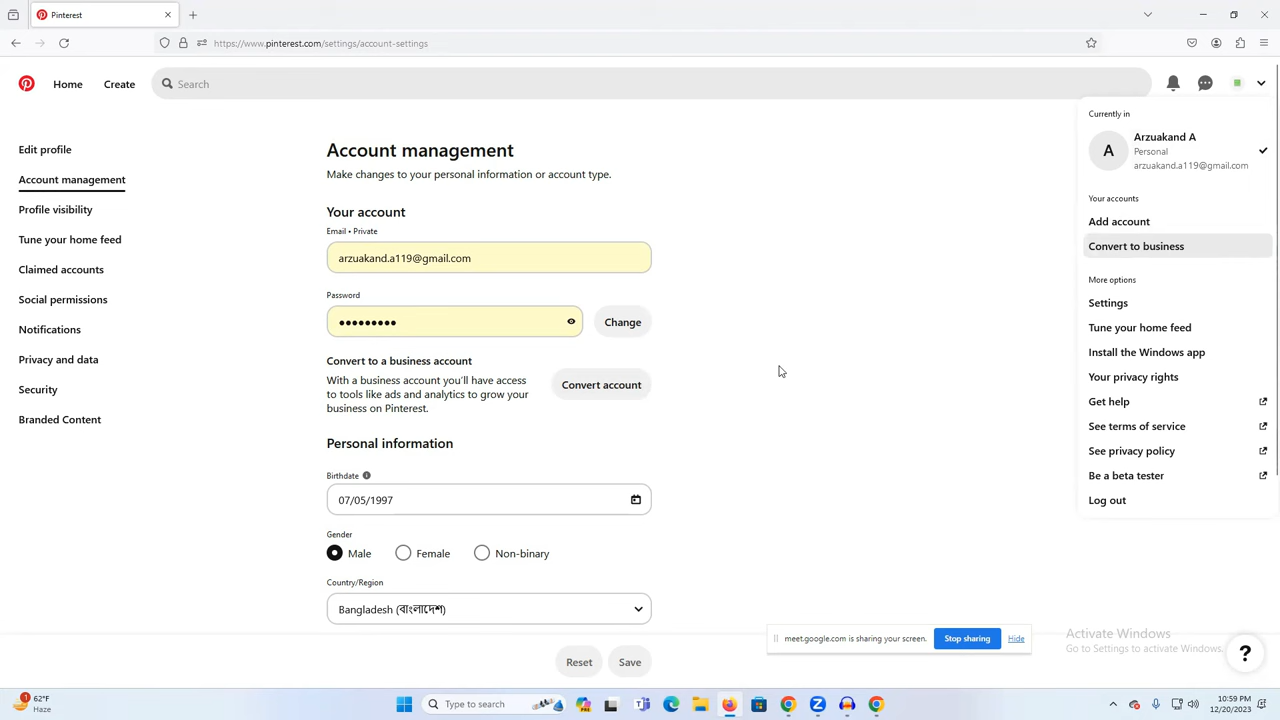 Pinterest
https://www.pinterest.com/settings/account-settings
Home
Create
Search
Edit profile
Account management
Profile visibility
Tune your home feed
Claimed accounts
Social permissions
Notifications
Privacy and data
Security
Branded Content
Account management
Make changes to your personal information or account type.
Your account
Email • Private
arzuakand.a119@gmail.com
Password
•••••••••
Change
Convert to a business account
With a business account you'll have access
to tools like ads and analytics to grow your
business on Pinterest.
Convert account
Personal information
Birthdate
07/05/1997
Gender
Male
Female
Non-binary
Country/Region
Bangladesh (বাংলাদেশ)
Reset
Save
Currently in
A
Arzuakand A
Personal
arzuakand.a119@gmail.com
Your accounts
Add account
Convert to business
More options
Settings
Tune your home feed
Install the Windows app
Your privacy rights
Get help
See terms of service
See privacy policy
Be a beta tester
Log out
meet.google.com is sharing your screen.
Stop sharing
Hide
Activate Windows
Go to Settings to activate Windows.
?
1
62°F
Haze
Type to search
10:59 PM
12/20/2023